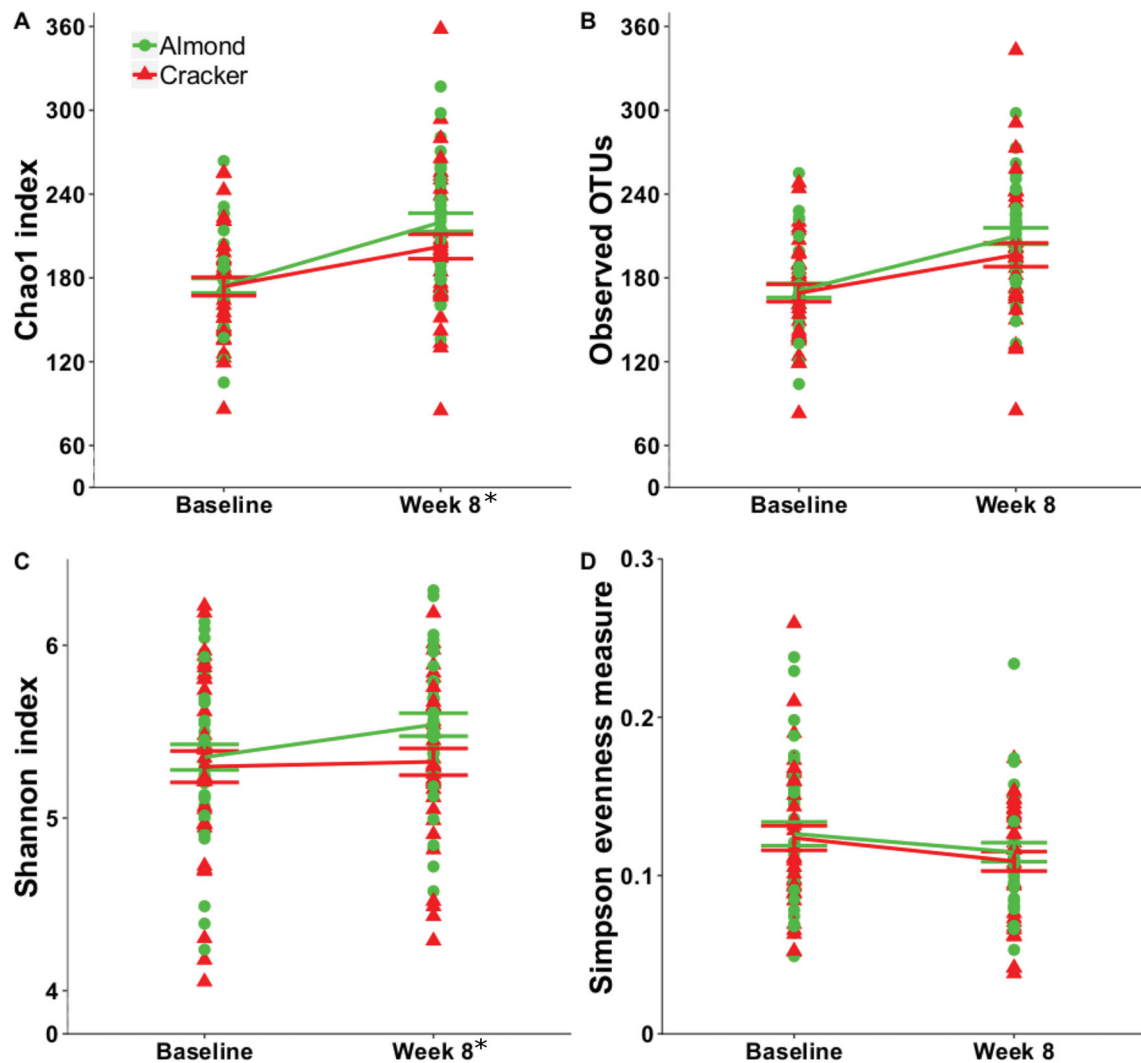 A
Almond
Cracker
Chao1 index
360
300
240
180
120
60
0
Baseline
Week 8*
B
Observed OTUs
360
300
240
180
120
60
0
Baseline
Week 8
C
Shannon index
6
5
4
0
Baseline
Week 8*
D
Simpson evenness measure
0.3
0.2
0.1
0
Baseline
Week 8